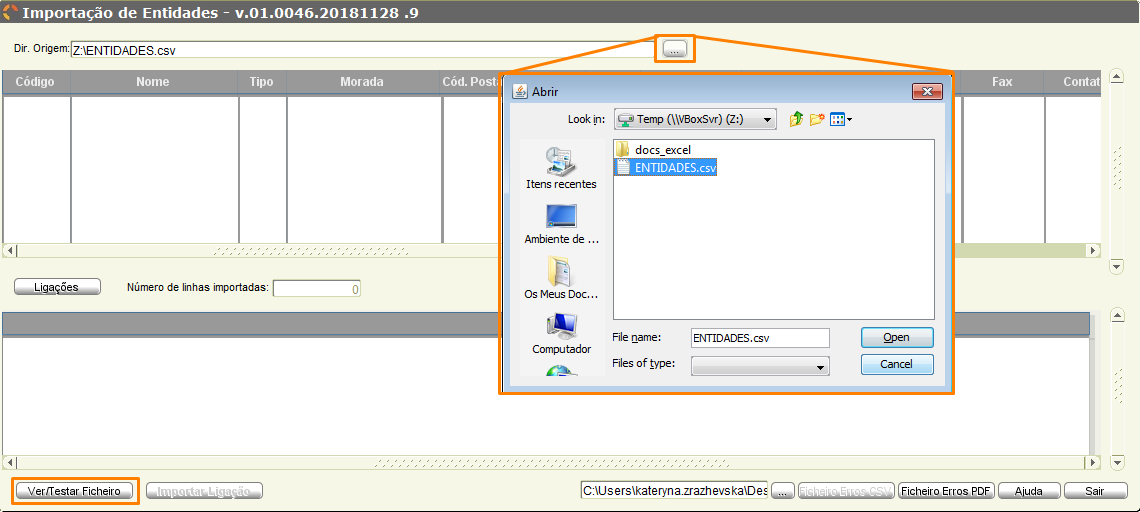 Importação de Entidades - v.01.0046.20181128 .9
Dir. Origem: Z:\ENTIDADES.csv ...
Código Nome Tipo Morada Cód. Posta Fax Contat
Abrir
Look in: Temp (\\VBoxSvr) (Z:)
docs_excel
ENTIDADES.csv
Itens recentes
Ambiente de ...
Os Meus Doc...
Computador
File name: ENTIDADES.csv Open
Files of type: Cancel
Ligações Número de linhas importadas: 0
Ver/Testar Ficheiro Importar Ligação C:\Users\kateryna.zrazhevska\Des ... Ficheiro Erros CSV Ficheiro Erros PDF Ajuda Sair